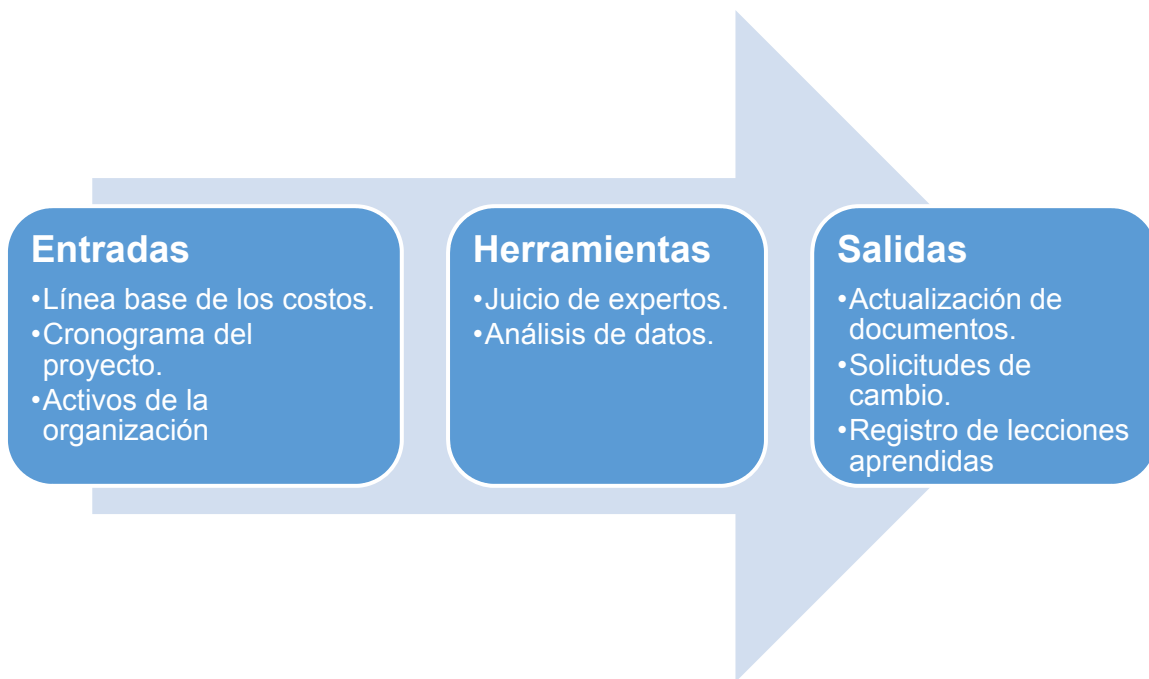 Entradas
•Línea base de los costos.
•Cronograma del
proyecto.
•Activos de la
organización
Herramientas
•Juicio de expertos.
•Análisis de datos.
Salidas
•Actualización de
documentos.
•Solicitudes de
cambio.
•Registro de lecciones
aprendidas